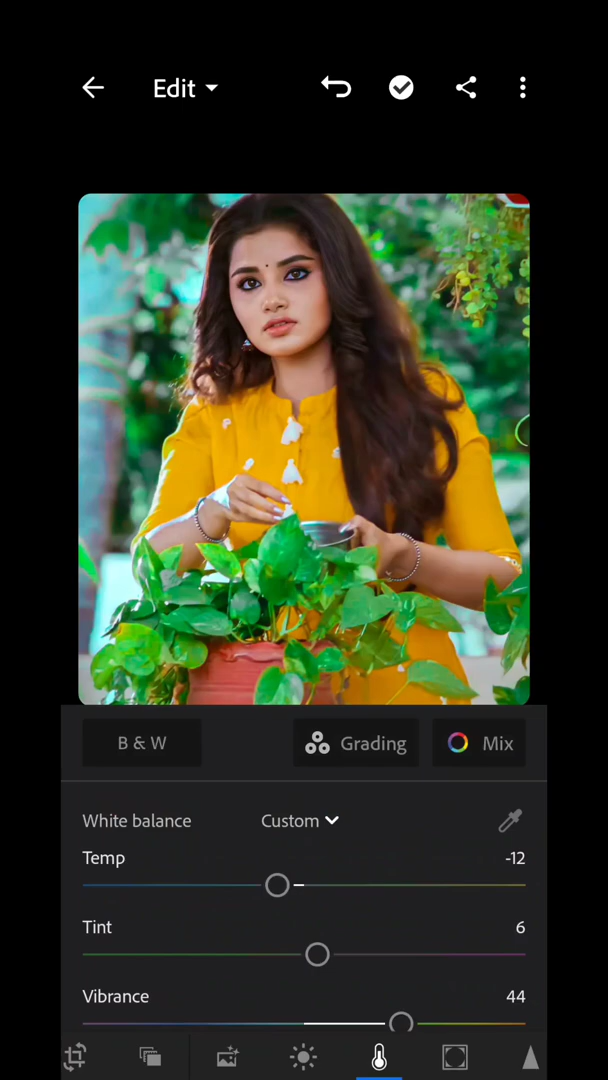 Edit
B & W
Grading
Mix
White balance
Custom
Temp
-12
Tint
6
Vibrance
44